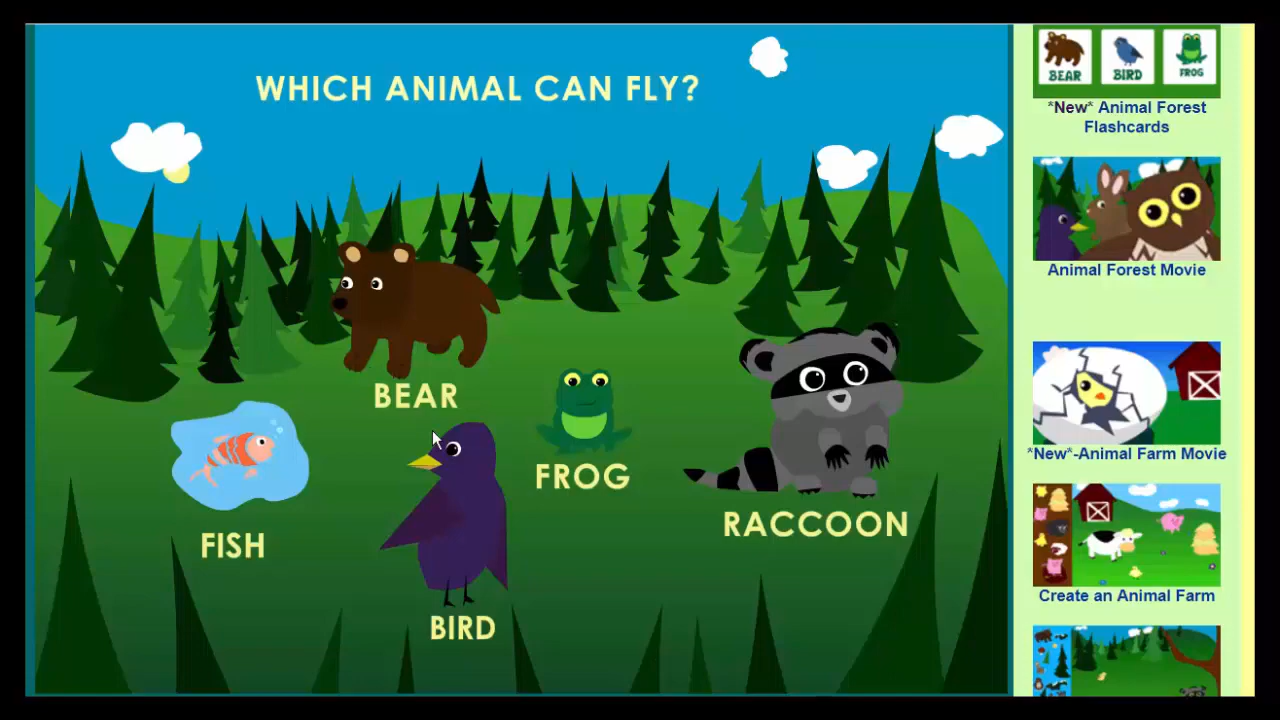 WHICH ANIMAL CAN FLY?
BEAR
FISH
BIRD
FROG
RACCOON
BEAR
BIRD
FROG
*New* Animal Forest
Flashcards
Animal Forest Movie
*New*-Animal Farm Movie
Create an Animal Farm